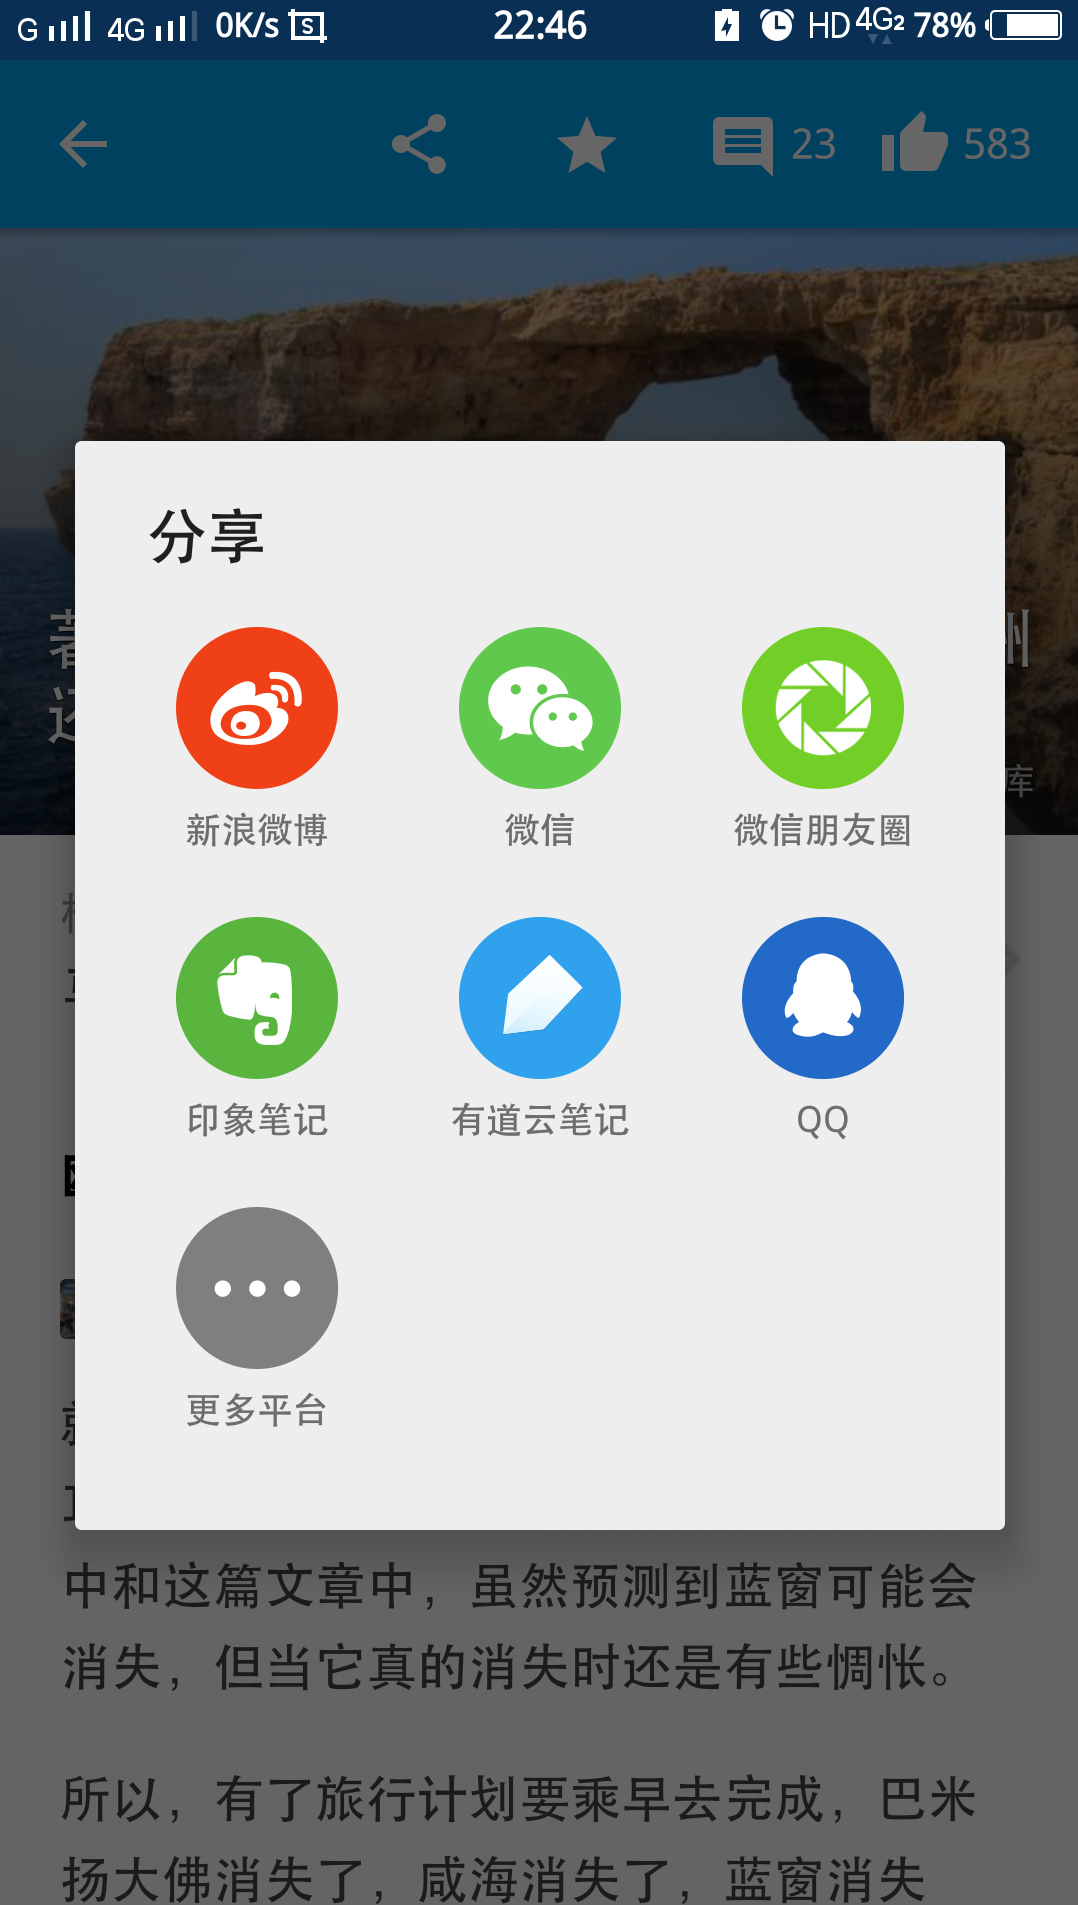 G 4G 0K/s S 22:46 HD 4G2 78%
23 583
分享
州
还
库
新浪微博 微信 微信朋友圈
印象笔记 有道云笔记 QQ
更多平台
中和这篇文章中，虽然预测到蓝窗可能会
消失，但当它真的消失时还是有些惆怅。
所以，有了旅行计划要乘早去完成，巴米
扬大佛消失了，咸海消失了，蓝窗消失